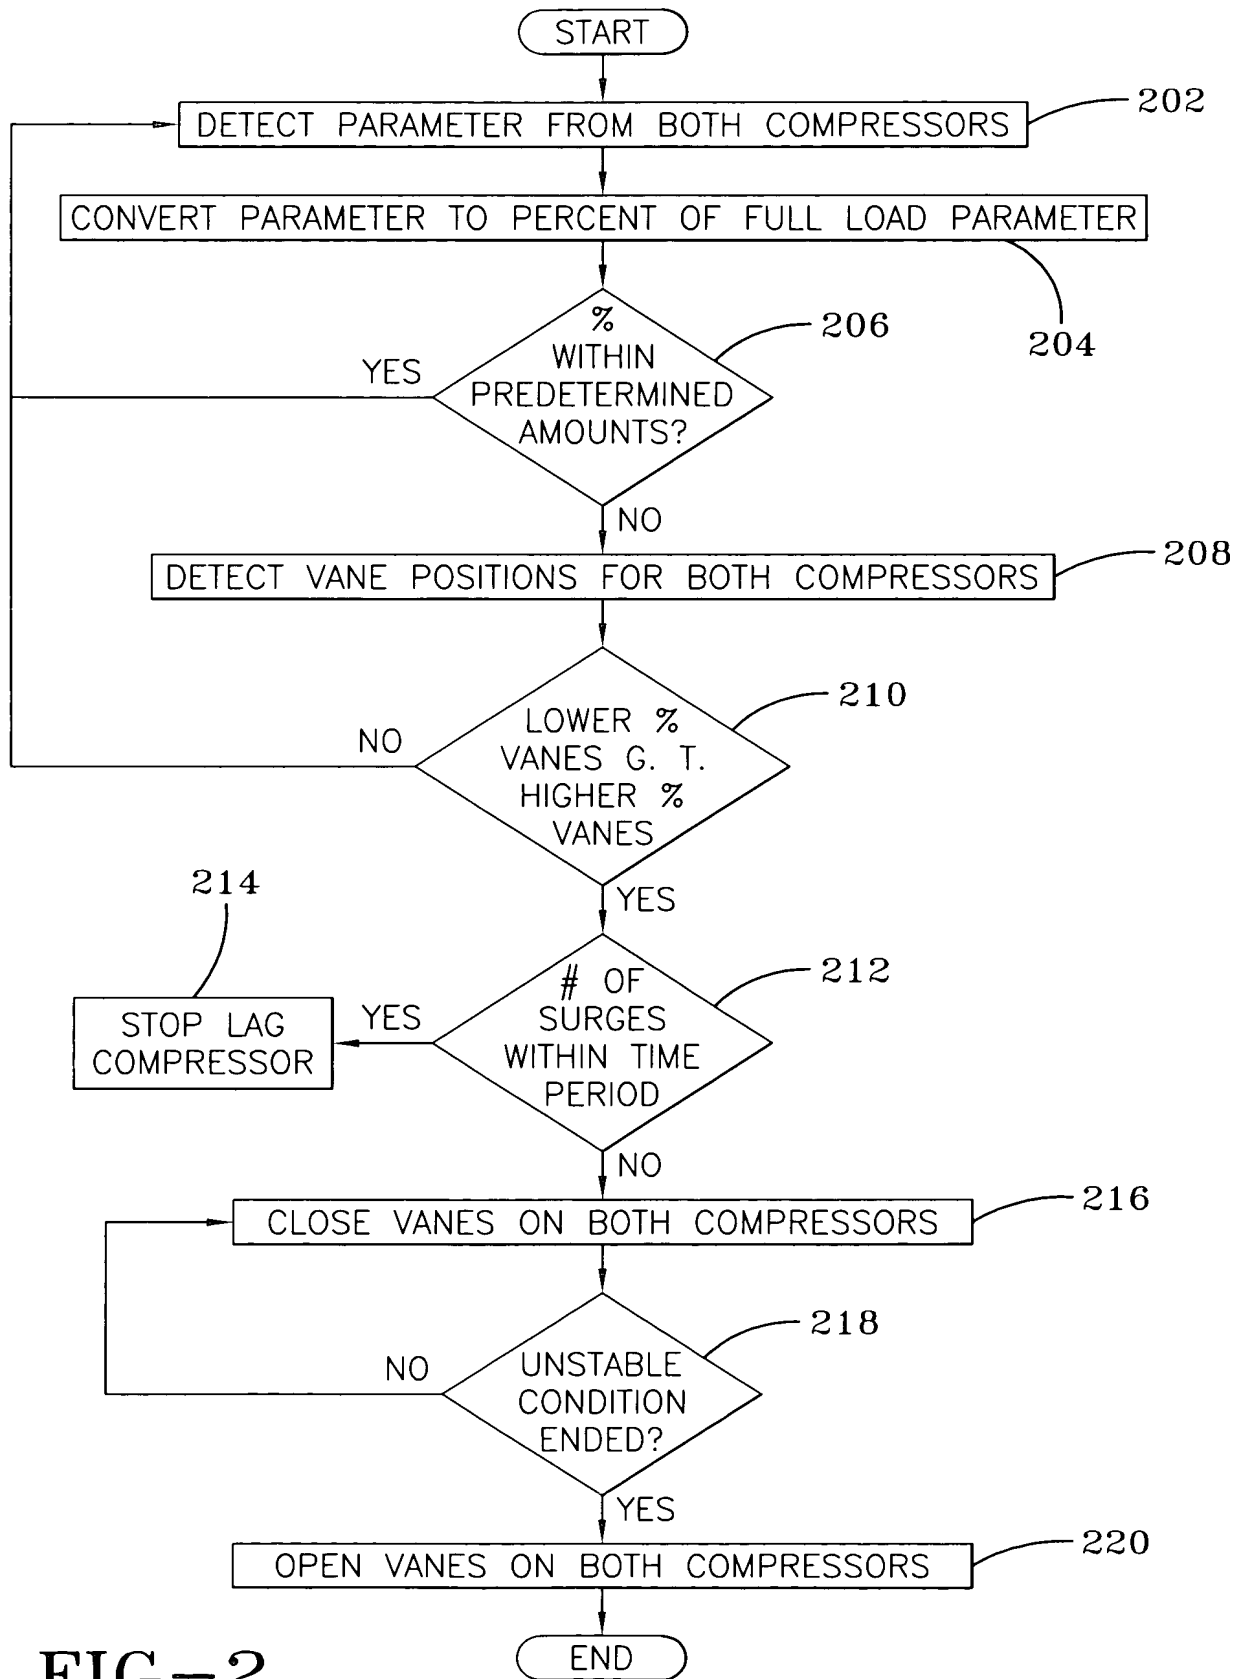 START
DETECT PARAMETER FROM BOTH COMPRESSORS
202
CONVERT PARAMETER TO PERCENT OF FULL LOAD PARAMETER
204
%
WITHIN
PREDETERMINED
AMOUNTS?
206
YES
NO
DETECT VANE POSITIONS FOR BOTH COMPRESSORS
208
LOWER %
VANES G. T.
HIGHER %
VANES
210
NO
YES
214
# OF
SURGES
WITHIN TIME
PERIOD
212
YES
STOP LAG
COMPRESSOR
NO
CLOSE VANES ON BOTH COMPRESSORS
216
UNSTABLE
CONDITION
ENDED?
218
NO
YES
OPEN VANES ON BOTH COMPRESSORS
220
END
FIG-2